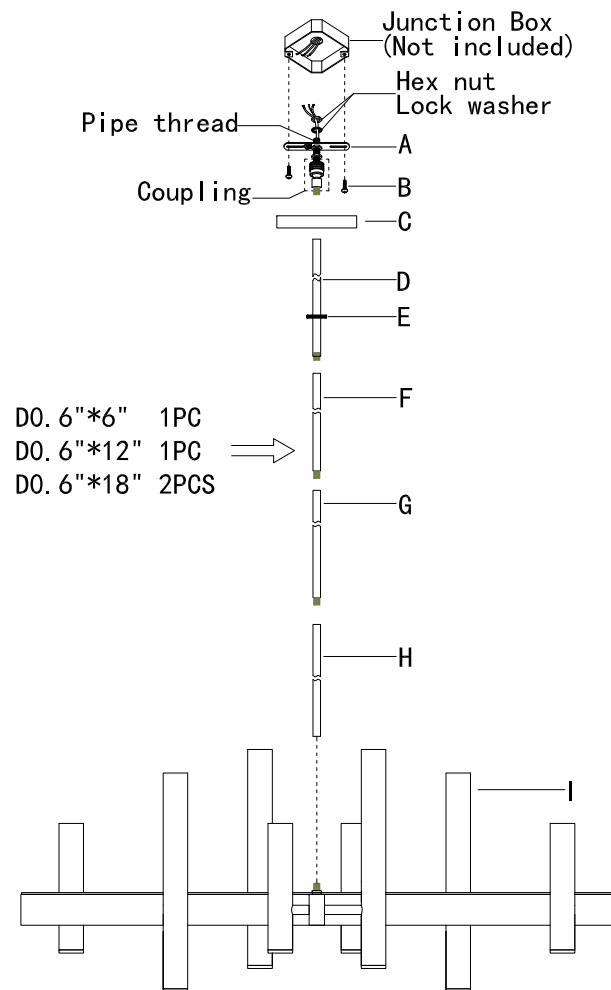 Junction Box
(Not included)
Hex nut
Lock washer
Pipe thread
A
Coupling
B
C
D
E
F
D0.6"*6" 1PC
D0.6"*12" 1PC
D0.6"*18" 2PCS
G
H
I